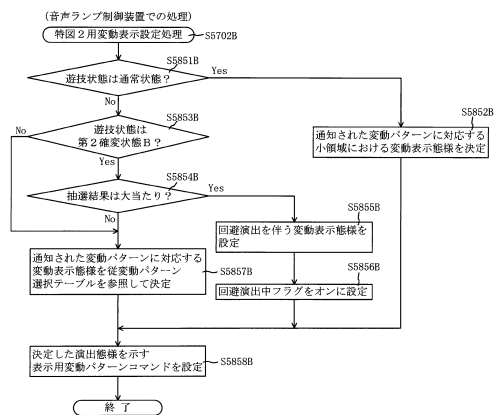 (音声ランプ制御装置での処理)
特図2用変動表示設定処理
S5702B
S5851B
遊技状態は通常状態?
Yes
No
S5852B
通知された変動パターンに対応する
小領域における変動表示態様を決定
S5853B
遊技状態は
第2確変状態B?
No
Yes
S5854B
抽選結果は大当たり?
Yes
No
S5855B
回避演出を伴う変動表示態様を
設定
S5856B
回避演出中フラグをオンに設定
通知された変動パターンに対応する
変動表示態様を従変動パターン
選択テーブルを参照して決定
S5857B
決定した演出態様を示す
表示用変動パターンコマンドを設定
S5858B
終了